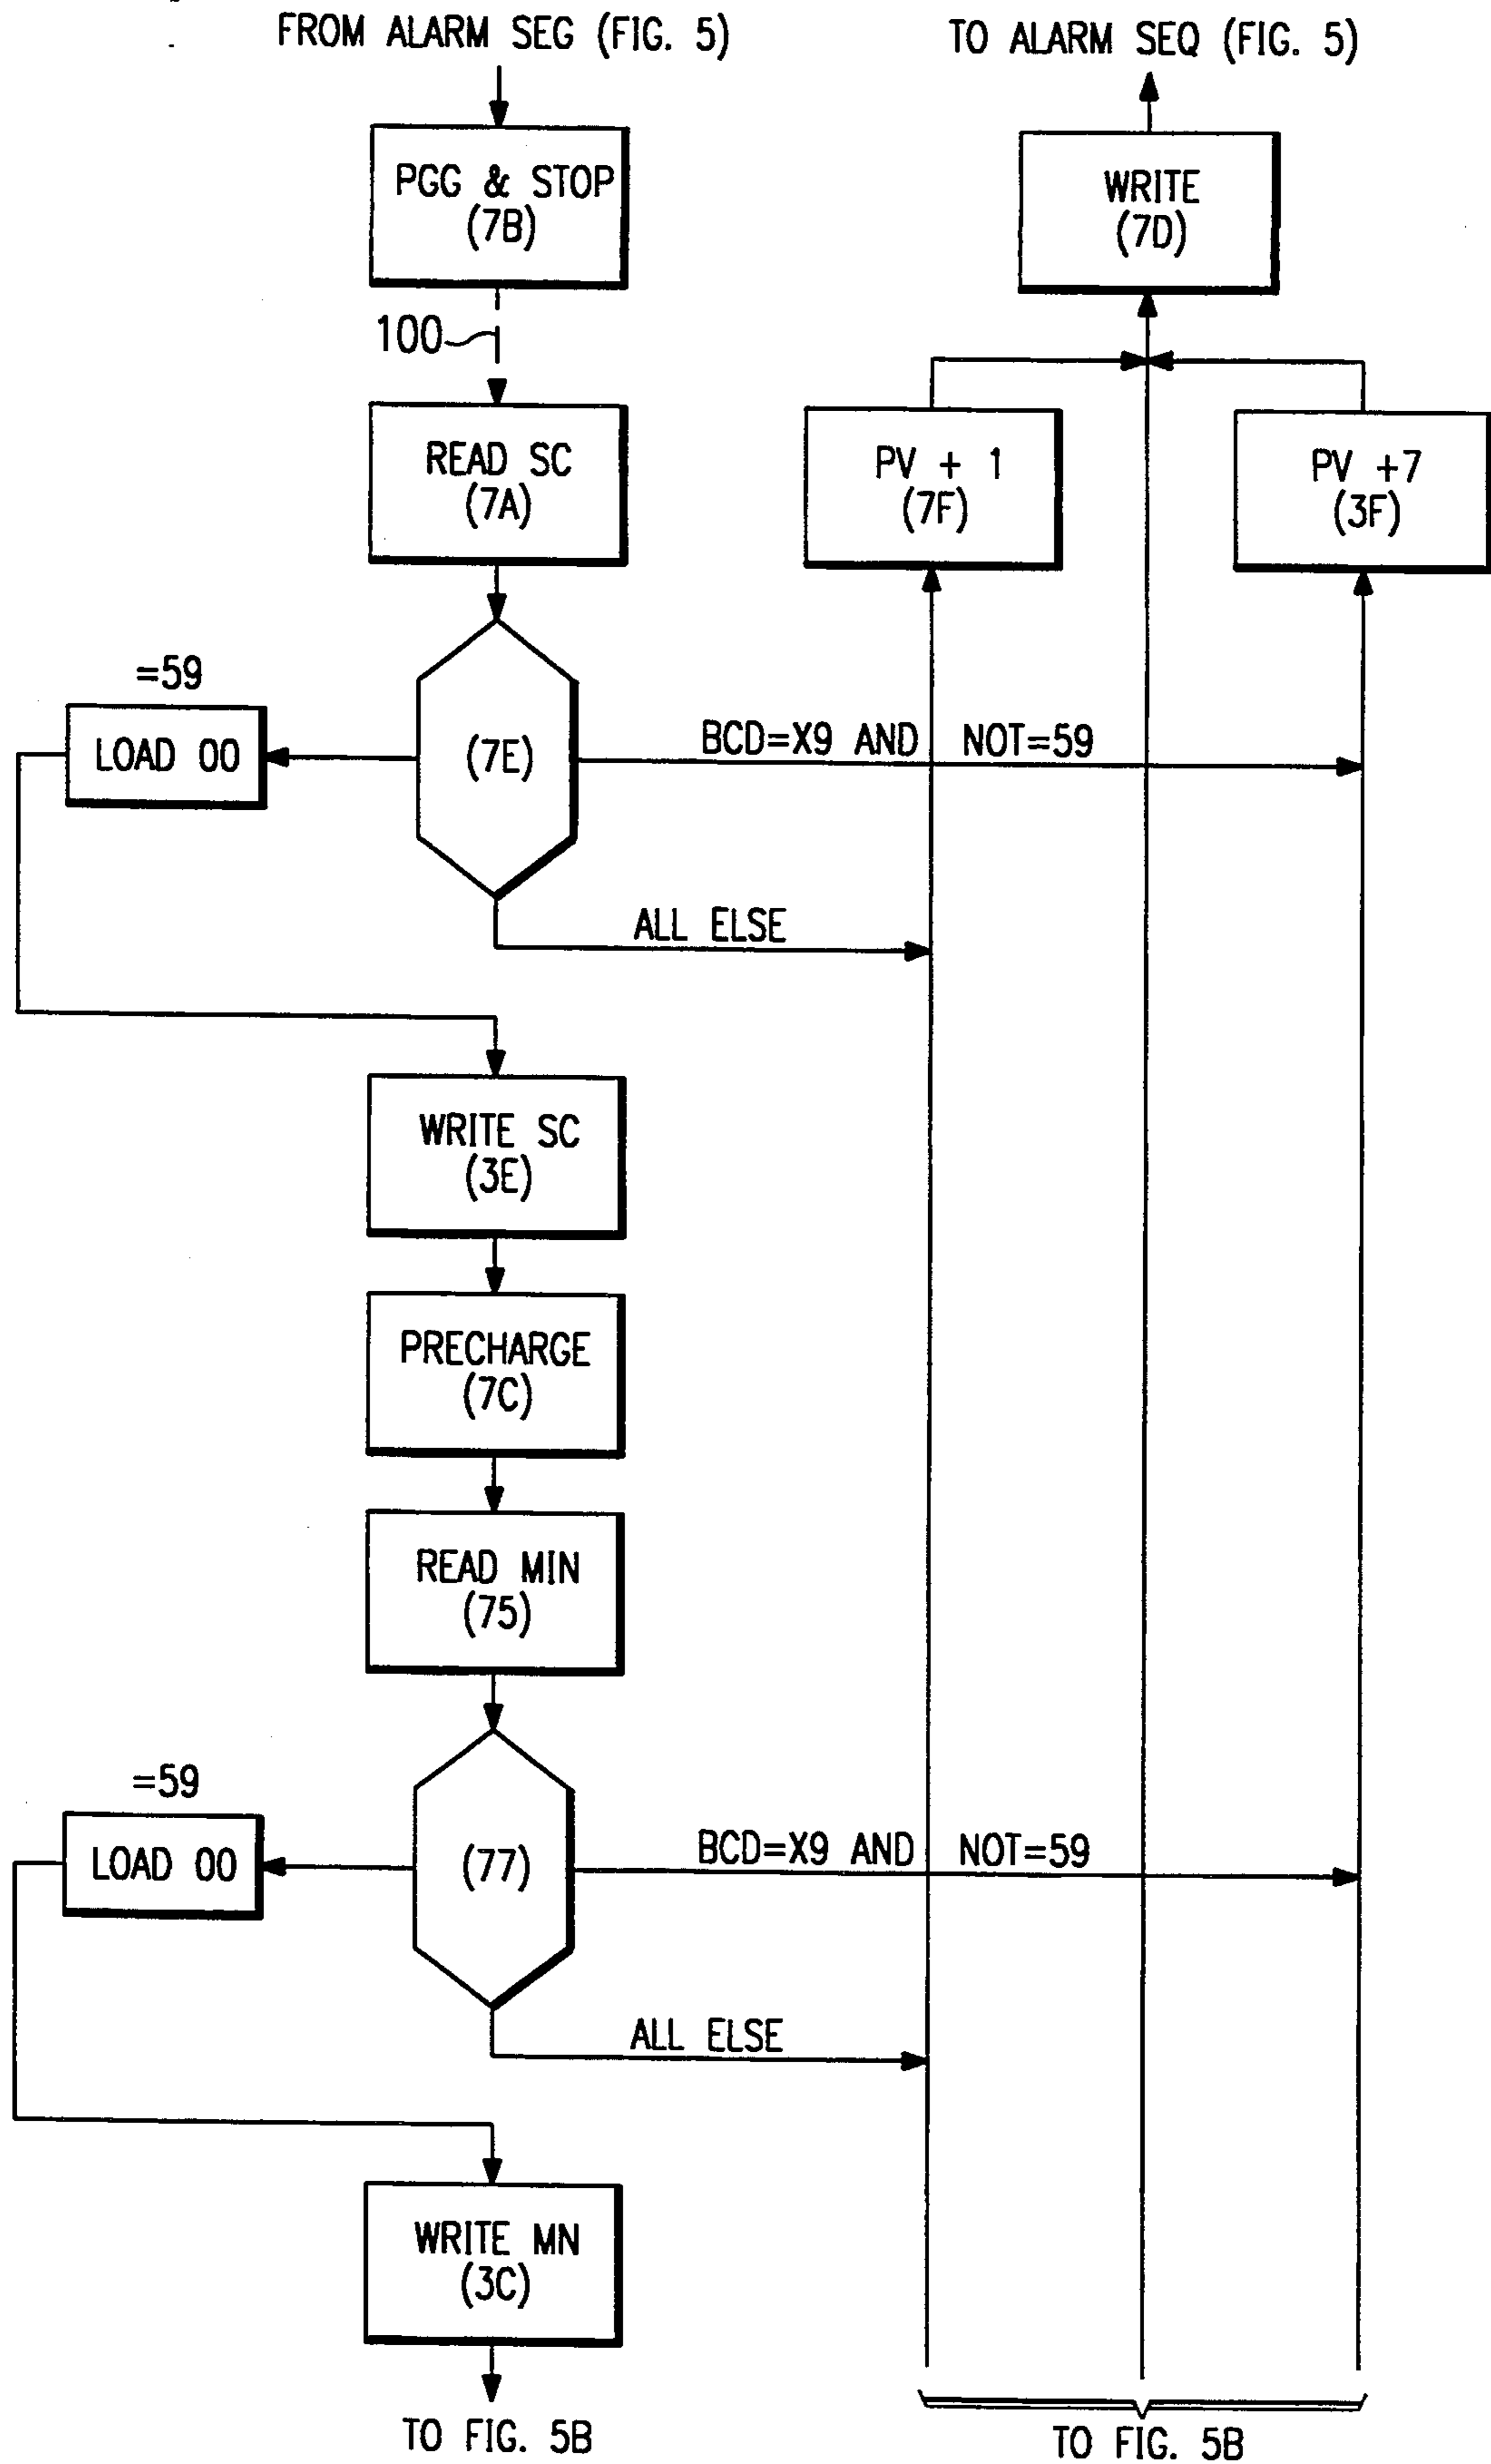 FROM ALARM SEG (FIG. 5)
TO ALARM SEQ (FIG. 5)
PGG & STOP
(7B)
WRITE
(7D)
100
READ SC
(7A)
PV + 1
(7F)
PV +7
(3F)
=59
LOAD 00
(7E)
BCD=X9 AND NOT=59
ALL ELSE
WRITE SC
(3E)
PRECHARGE
(7C)
READ MIN
(75)
=59
LOAD 00
(77)
BCD=X9 AND NOT=59
ALL ELSE
WRITE MN
(3C)
TO FIG. 5B
TO FIG. 5B